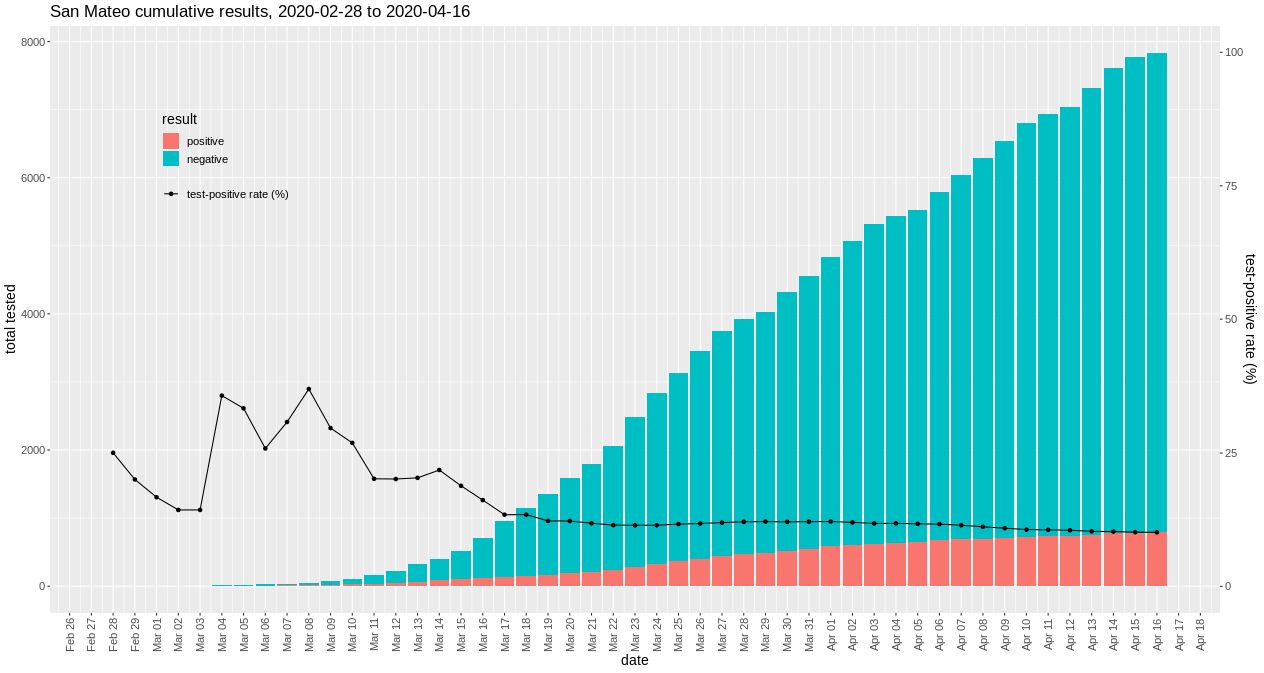 San Mateo cumulative results, 2020-02-28 to 2020-04-16
8000
6000
4000
2000
0
total tested
result
positive
negative
test-positive rate (%)
100
75
50
25
0
test-positive rate (%)
Feb 26
Feb 27
Feb 28
Feb 29
Mar 01
Mar 02
Mar 03
Mar 04
Mar 05
Mar 06
Mar 07
Mar 08
Mar 09
Mar 10
Mar 11
Mar 12
Mar 13
Mar 14
Mar 15
Mar 16
Mar 17
Mar 18
Mar 19
Mar 20
Mar 21
Mar 22
Mar 23
Mar 24
Mar 25
Mar 26
Mar 27
Mar 28
Mar 29
Mar 30
Mar 31
Apr 01
Apr 02
Apr 03
Apr 04
Apr 05
Apr 06
Apr 07
Apr 08
Apr 09
Apr 10
Apr 11
Apr 12
Apr 13
Apr 14
Apr 15
Apr 16
Apr 17
Apr 18
date